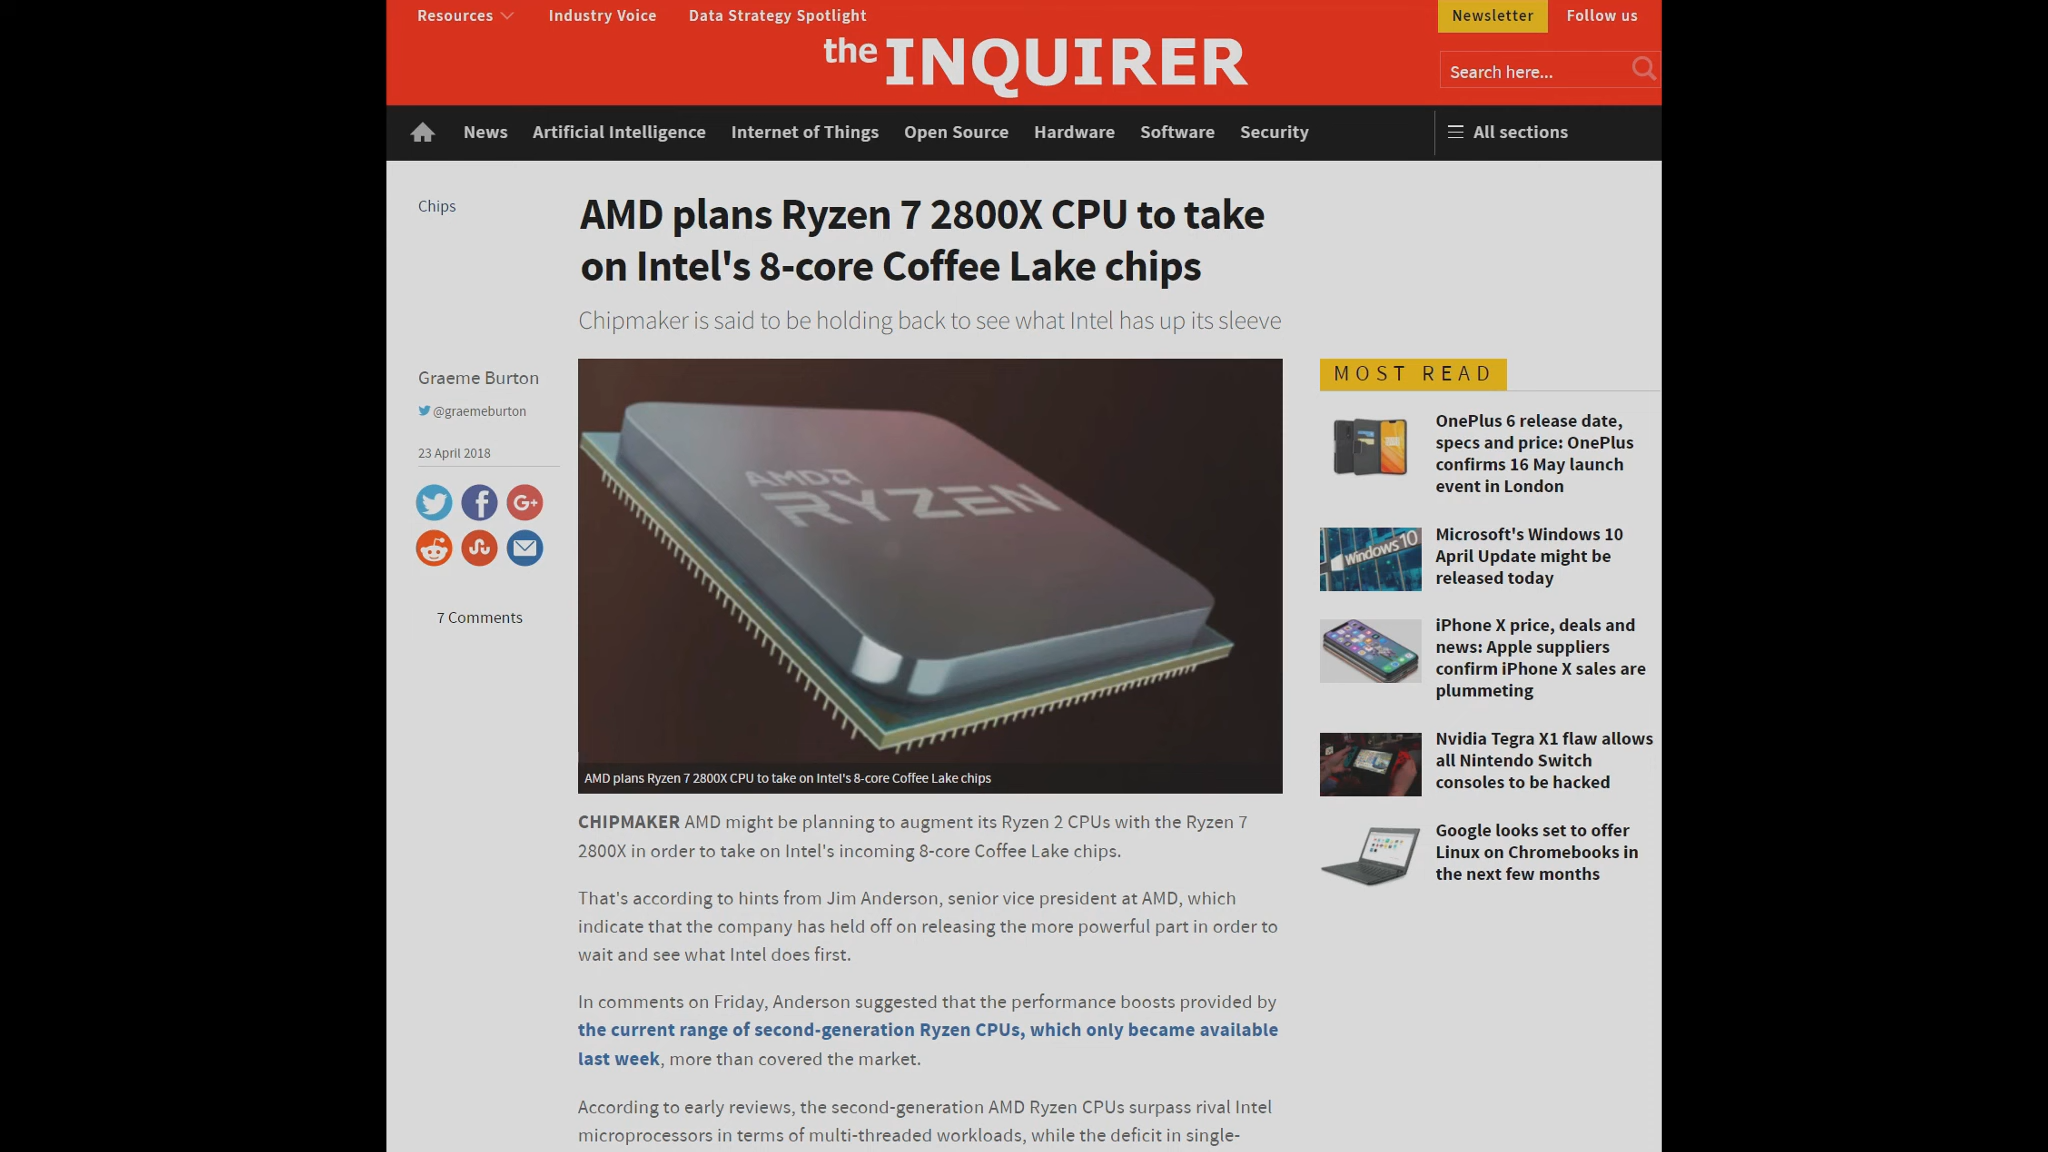 Resources
Industry Voice
Data Strategy Spotlight
Newsletter
Follow us
the INQUIRER
Search here...
News
Artificial Intelligence
Internet of Things
Open Source
Hardware
Software
Security
All sections
Chips
AMD plans Ryzen 7 2800X CPU to take
on Intel's 8-core Coffee Lake chips
Chipmaker is said to be holding back to see what Intel has up its sleeve
Graeme Burton
@graemeburton
23 April 2018
G+
7 Comments
AMD
RYZEN
AMD plans Ryzen 7 2800X CPU to take on Intel's 8-core Coffee Lake chips
CHIPMAKER AMD might be planning to augment its Ryzen 2 CPUs with the Ryzen 7
2800X in order to take on Intel's incoming 8-core Coffee Lake chips.
That's according to hints from Jim Anderson, senior vice president at AMD, which
indicate that the company has held off on releasing the more powerful part in order to
wait and see what Intel does first.
In comments on Friday, Anderson suggested that the performance boosts provided by
the current range of second-generation Ryzen CPUs, which only became available
last week, more than covered the market.
According to early reviews, the second-generation AMD Ryzen CPUs surpass rival Intel
microprocessors in terms of multi-threaded workloads, while the deficit in single-
MOST READ
OnePlus 6 release date,
specs and price: OnePlus
confirms 16 May launch
event in London
Windows 10
Microsoft's Windows 10
April Update might be
released today
iPhone X price, deals and
news: Apple suppliers
confirm iPhone X sales are
plummeting
Nvidia Tegra X1 flaw allows
all Nintendo Switch
consoles to be hacked
Google looks set to offer
Linux on Chromebooks in
the next few months